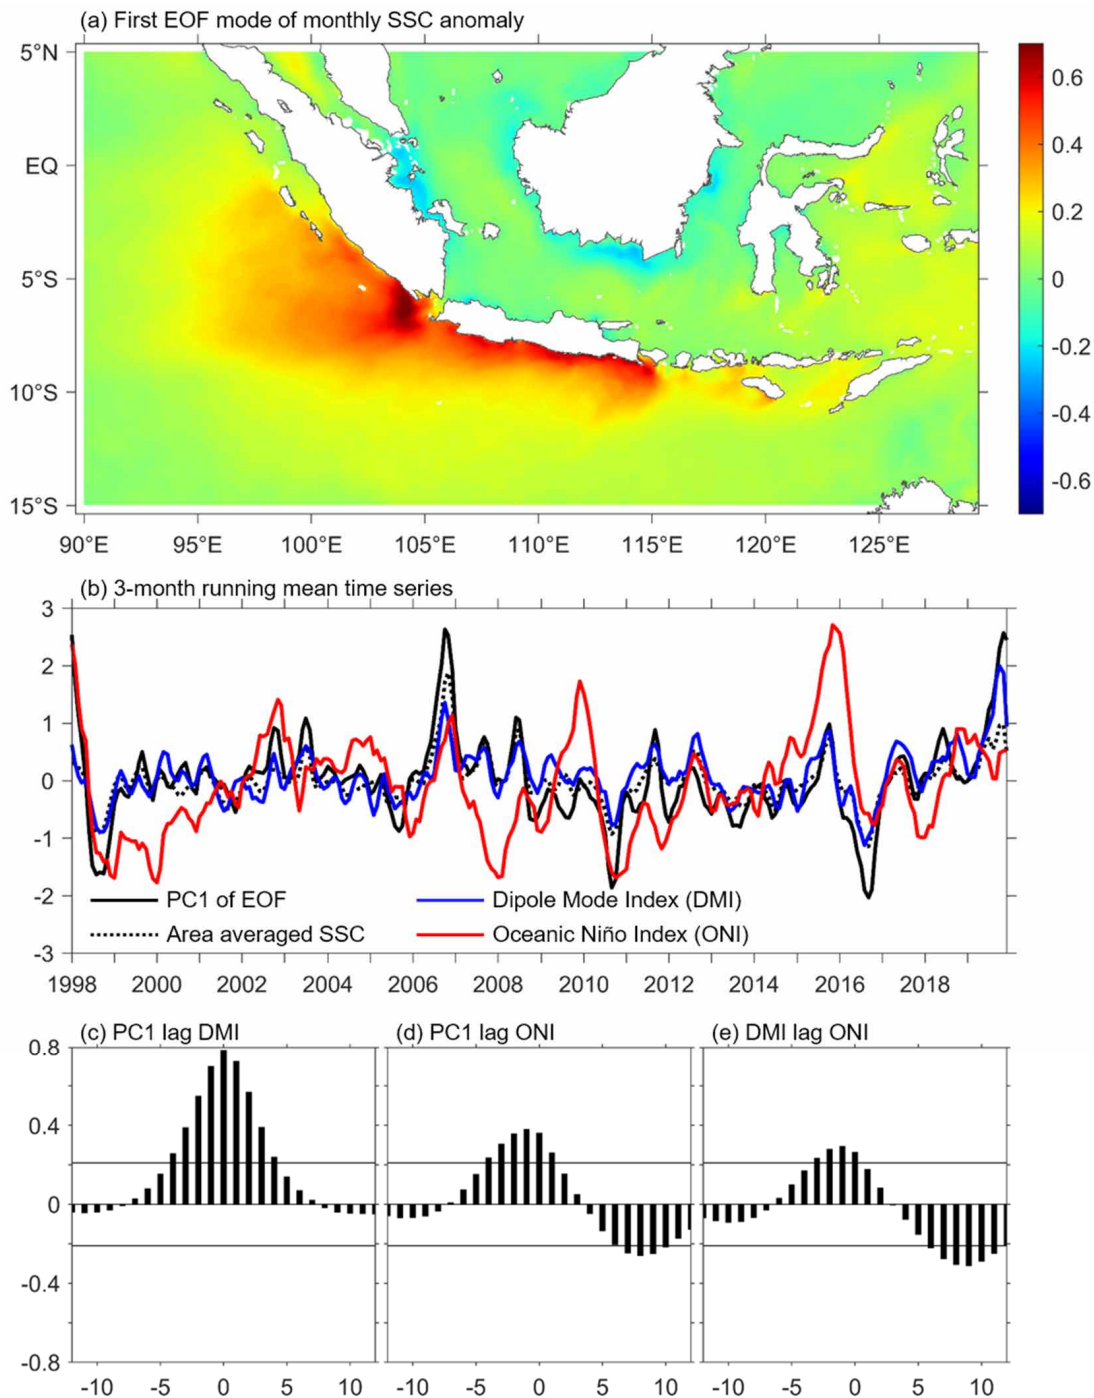 (a) First EOF mode of monthly SSC anomaly
5°N
EQ
5°S
10°S
15°S
90°E 95°E 100°E 105°E 110°E 115°E 120°E 125°E
0.6
0.4
0.2
0
-0.2
-0.4
-0.6
(b) 3-month running mean time series
3
2
1
0
-1
-2
-3
PC1 of EOF
Dipole Mode Index (DMI)
Area averaged SSC
Oceanic Niño Index (ONI)
1998 2000 2002 2004 2006 2008 2010 2012 2014 2016 2018
(c) PC1 lag DMI
(d) PC1 lag ONI
(e) DMI lag ONI
0.8
0.4
0
-0.4
-0.8
-10 -5 0 5 10
-10 -5 0 5 10
-10 -5 0 5 10